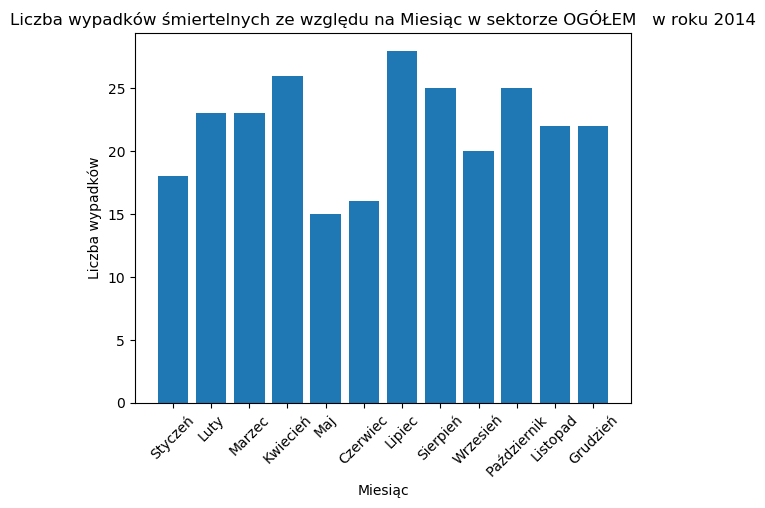 Liczba wypadków śmiertelnych ze względu na Miesiąc w sektorze OGÓŁEM   w roku 2014
25
20
15
10
5
0
Liczba wypadków
Styczeń
Luty
Marzec
Kwiecień
Maj
Czerwiec
Lipiec
Sierpień
Wrzesień
Październik
Listopad
Grudzień
Miesiąc